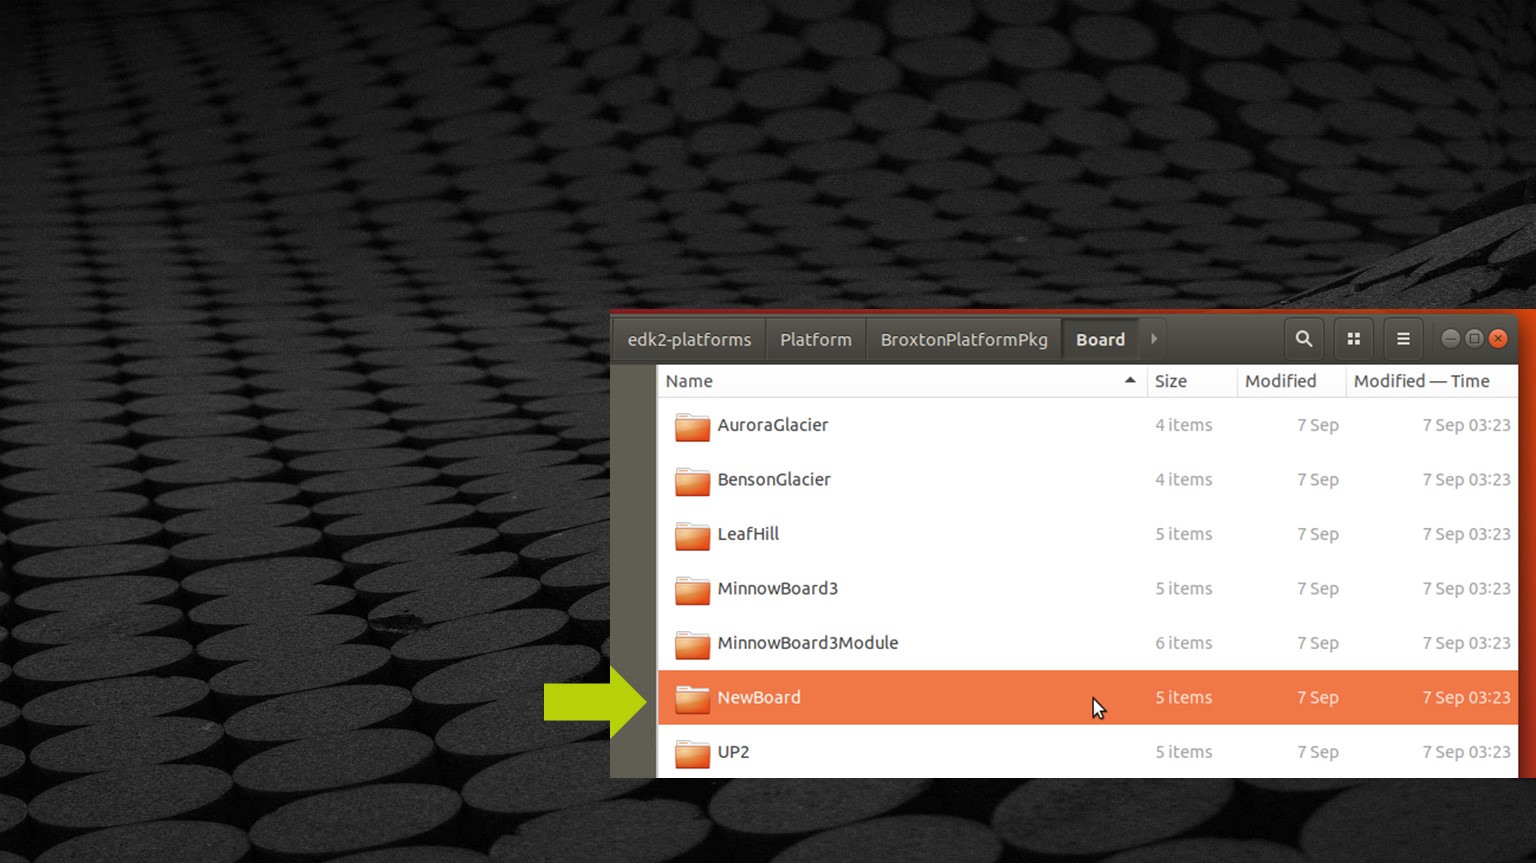 edk2-platforms Platform BroxtonPlatformPkg Board
Name Size Modified Modified — Time
AuroraGlacier 4 items 7 Sep 7 Sep 03:23
BensonGlacier 4 items 7 Sep 7 Sep 03:23
LeafHill 5 items 7 Sep 7 Sep 03:23
MinnowBoard3 5 items 7 Sep 7 Sep 03:23
MinnowBoard3Module 6 items 7 Sep 7 Sep 03:23
NewBoard 5 items 7 Sep 7 Sep 03:23
UP2 5 items 7 Sep 7 Sep 03:23